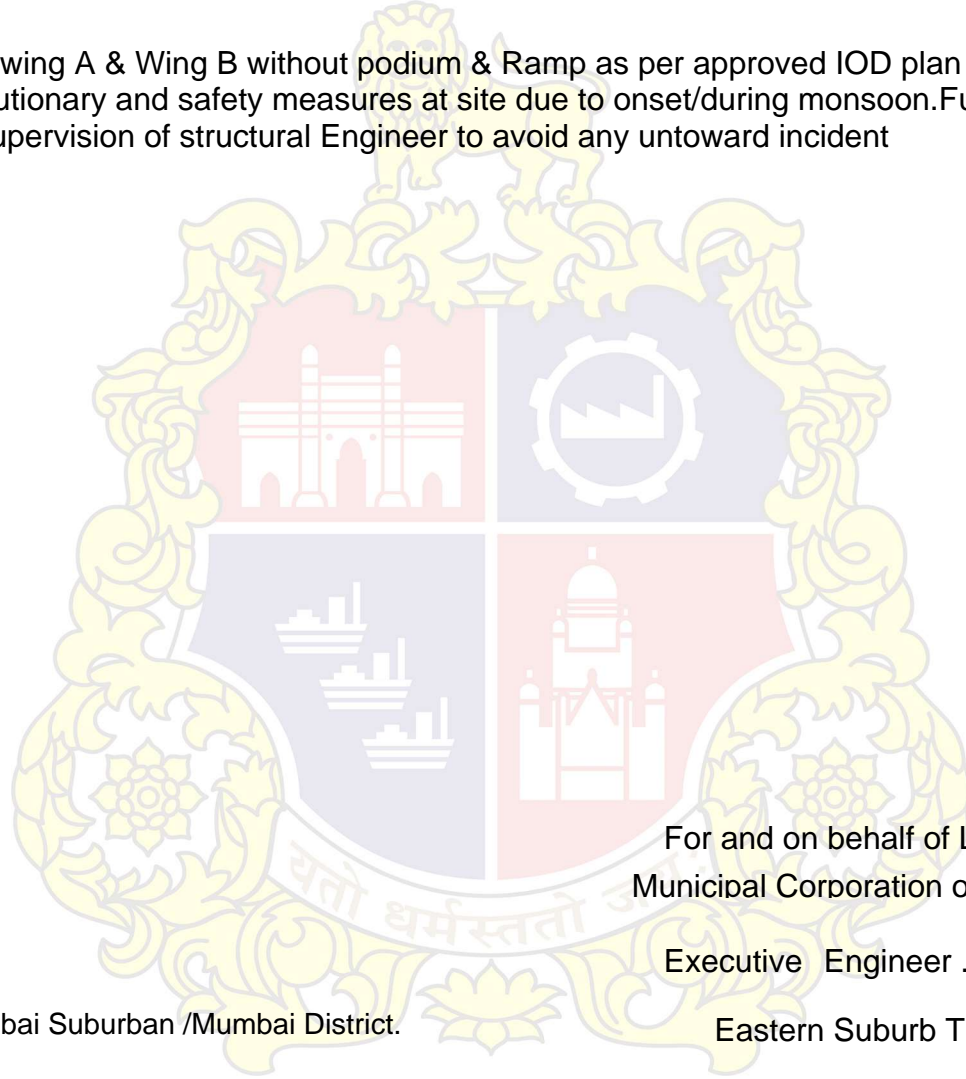 wing A & Wing B without podium & Ramp as per approved IOD plan
utionary and safety measures at site due to onset/during monsoon.Fu
upervision of structural Engineer to avoid any untoward incident
For and on behalf of L
Municipal Corporation o
यतो धर्मस्ततो जयः
Executive Engineer .
bai Suburban /Mumbai District.
Eastern Suburb T